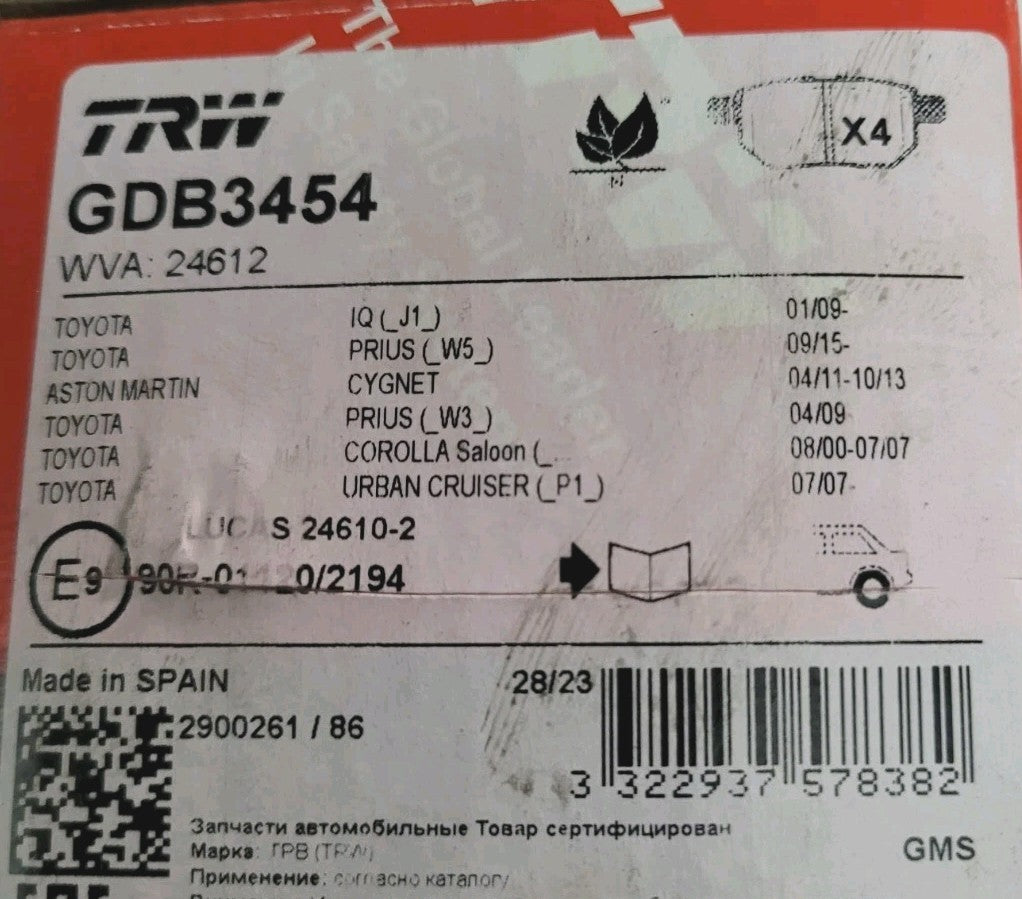 TRW
GDB3454
X4
WVA: 24612
TOYOTA IQ (_J1_) 01/09-
TOYOTA PRIUS (_W5_) 09/15-
ASTON MARTIN CYGNET 04/11-10/13
TOYOTA PRIUS (_W3_) 04/09
TOYOTA COROLLA Saloon (_... 08/00-07/07
TOYOTA URBAN CRUISER (_P1_) 07/07-
LUCAS 24610-2
E9 90R-01120/2194
Made in SPAIN
28/23
2900261 / 86
3 322937 578382
Запчасти автомобильные Товар сертифицирован
Марка: ТРВ (TRW)
GMS
Применение: согласно каталогу